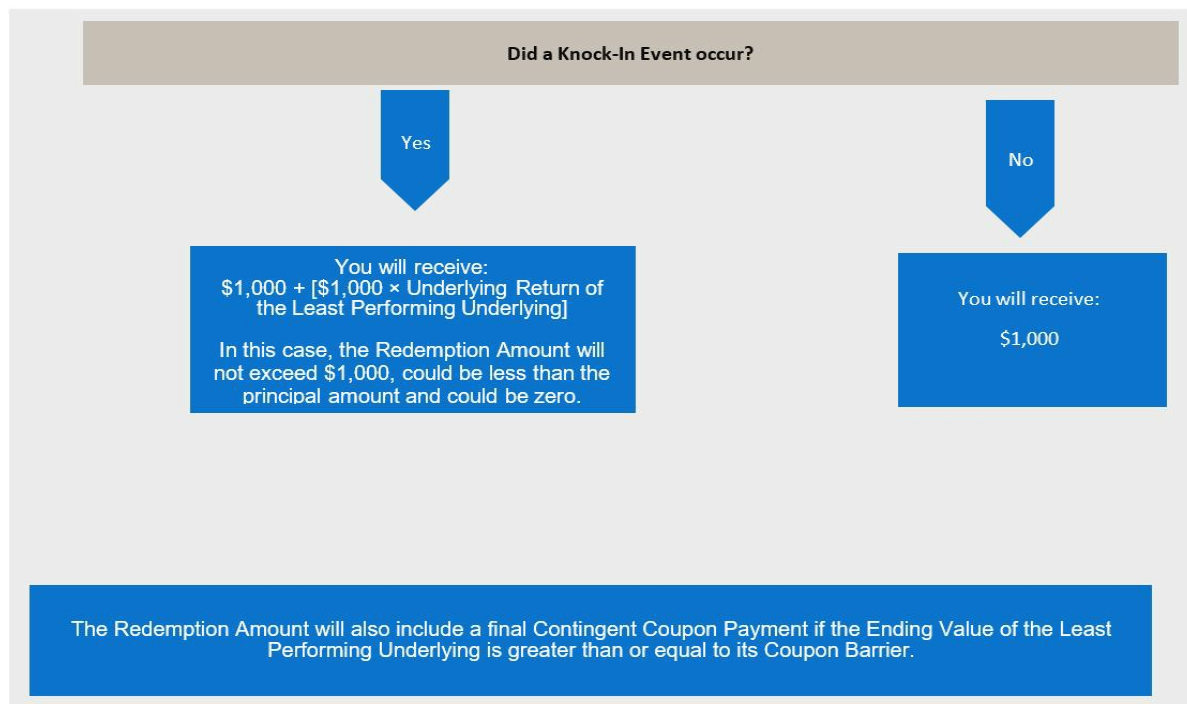 Did a Knock-In Event occur?
Yes
No
You will receive:
$1,000 + [$1,000 × Underlying Return of
the Least Performing Underlying]
In this case, the Redemption Amount will
not exceed $1,000, could be less than the
principal amount and could be zero.
You will receive:
$1,000
The Redemption Amount will also include a final Contingent Coupon Payment if the Ending Value of the Least
Performing Underlying is greater than or equal to its Coupon Barrier.